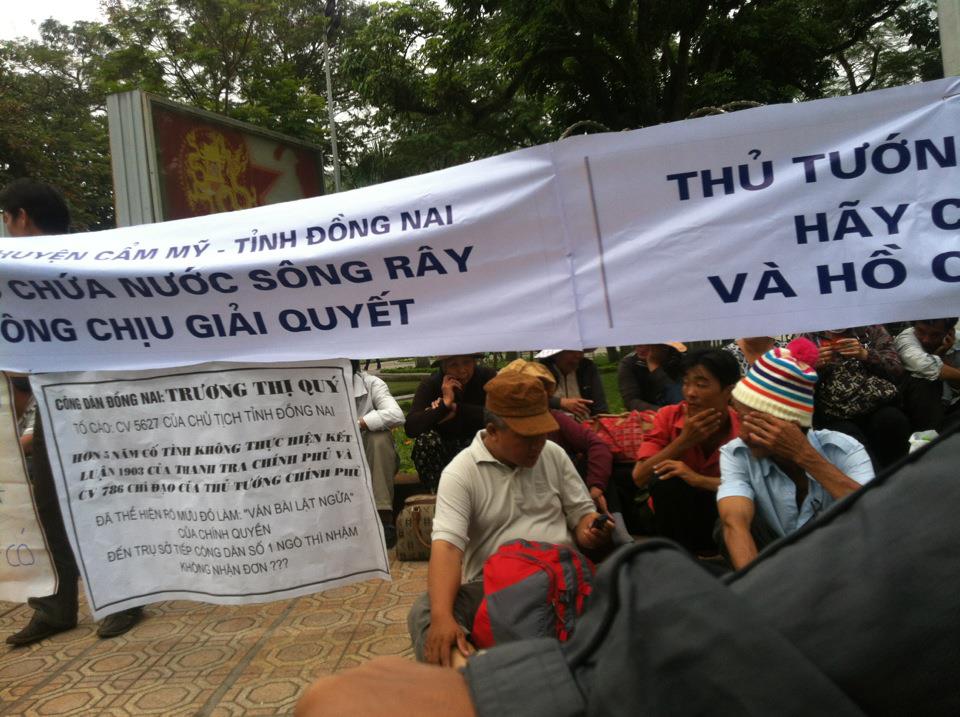 HUYỆN CẨM MỸ - TỈNH ĐỒNG NAI
CHỨA NƯỚC SÔNG RÂY
ÔNG CHỊU GIẢI QUYẾT
THỦ TƯỚN
HÃY C
VÀ HỒ C
CÔNG DÂN ĐỒNG NAI: TRƯƠNG THỊ QUÝ
TỐ CÁO: CV 5627 CỦA CHỦ TỊCH TỈNH ĐỒNG NAI
HƠN 5 NĂM CỐ TÌNH KHÔNG THỰC HIỆN KẾT
LUẬN 1903 CỦA THANH TRA CHÍNH PHỦ VÀ
CV 786 CHỈ ĐẠO CỦA THỦ TƯỚNG CHÍNH PHỦ
ĐÃ THỂ HIỆN RÕ MƯU ĐỒ LÀM: "VÁN BÀI LẬT NGỬA"
CỦA CHÍNH QUYỀN
ĐẾN TRỤ SỞ TIẾP CÔNG DÂN SỐ 1 NGÔ THÌ NHẬM
KHÔNG NHẬN ĐƠN ???
CÓ